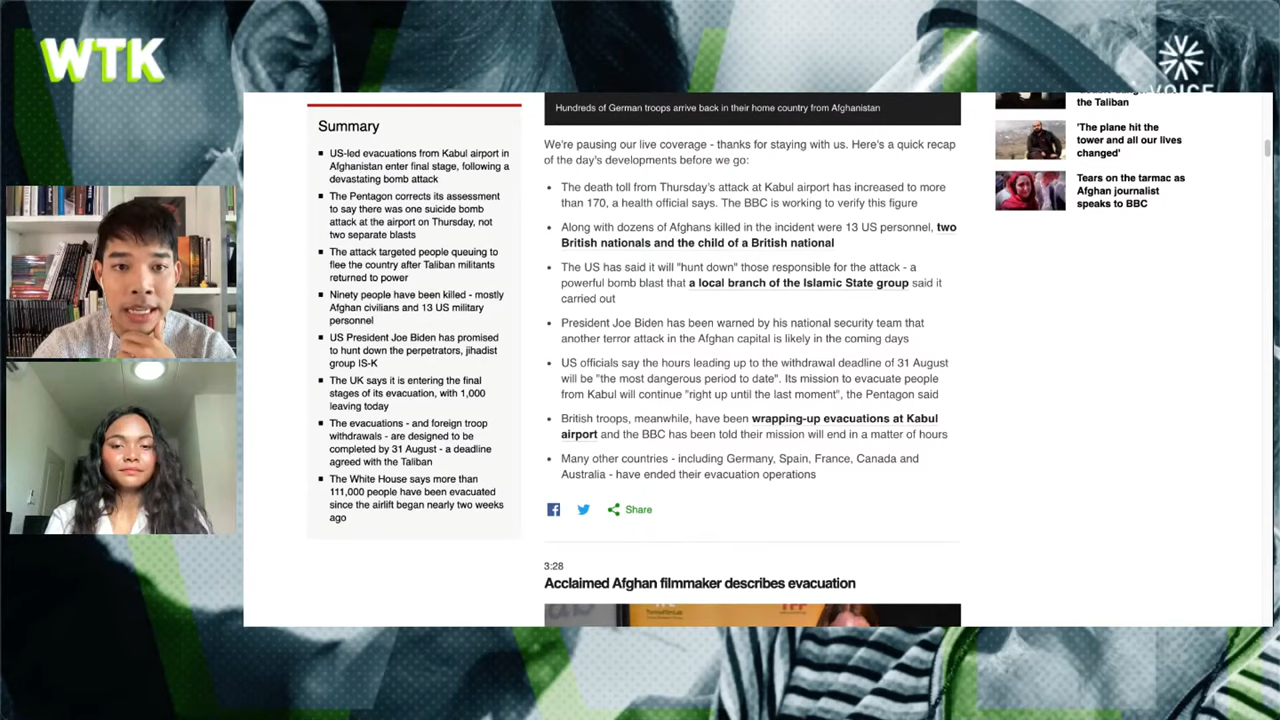 WTK
VOICE
Summary
US-led evacuations from Kabul airport in
Afghanistan enter final stage, following a
devastating bomb attack
The Pentagon corrects its assessment
to say there was one suicide bomb
attack at the airport on Thursday, not
two separate blasts
The attack targeted people queuing to
flee the country after Taliban militants
returned to power
Ninety people have been killed - mostly
Afghan civilians and 13 US military
personnel
US President Joe Biden has promised
to hunt down the perpetrators, jihadist
group IS-K
The UK says it is entering the final
stages of its evacuation, with 1,000
leaving today
The evacuations - and foreign troop
withdrawals - are designed to be
completed by 31 August - a deadline
agreed with the Taliban
The White House says more than
111,000 people have been evacuated
since the airlift began nearly two weeks
ago
Hundreds of German troops arrive back in their home country from Afghanistan
We're pausing our live coverage - thanks for staying with us. Here's a quick recap
of the day's developments before we go:
The death toll from Thursday's attack at Kabul airport has increased to more
than 170, a health official says. The BBC is working to verify this figure
Along with dozens of Afghans killed in the incident were 13 US personnel, two
British nationals and the child of a British national
The US has said it will "hunt down" those responsible for the attack - a
powerful bomb blast that a local branch of the Islamic State group said it
carried out
President Joe Biden has been warned by his national security team that
another terror attack in the Afghan capital is likely in the coming days
US officials say the hours leading up to the withdrawal deadline of 31 August
will be "the most dangerous period to date". Its mission to evacuate people
from Kabul will continue "right up until the last moment", the Pentagon said
British troops, meanwhile, have been wrapping-up evacuations at Kabul
airport and the BBC has been told their mission will end in a matter of hours
Many other countries - including Germany, Spain, France, Canada and
Australia - have ended their evacuation operations
Share
3:28
Acclaimed Afghan filmmaker describes evacuation
the Taliban
'The plane hit the
tower and all our lives
changed'
Tears on the tarmac as
Afghan journalist
speaks to BBC